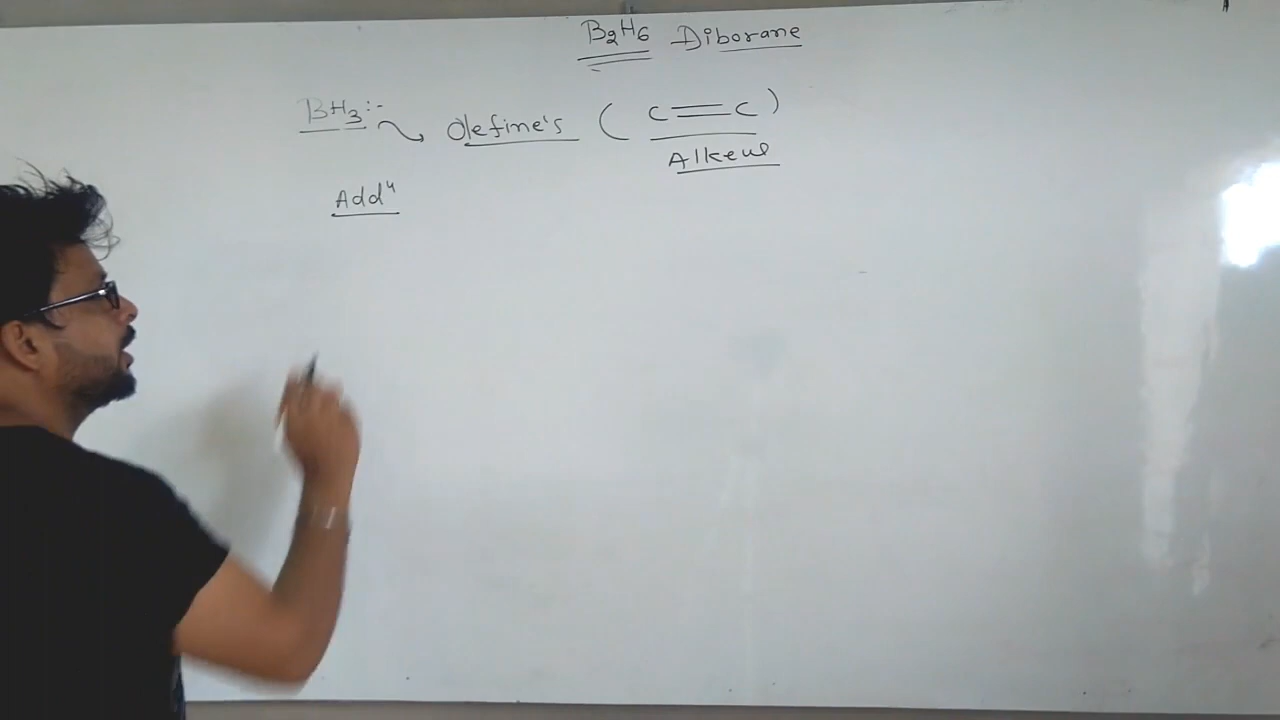 B2H6 Diborane
BH3:- → Olefine's ( C=C )
Alkene
Addⁿ